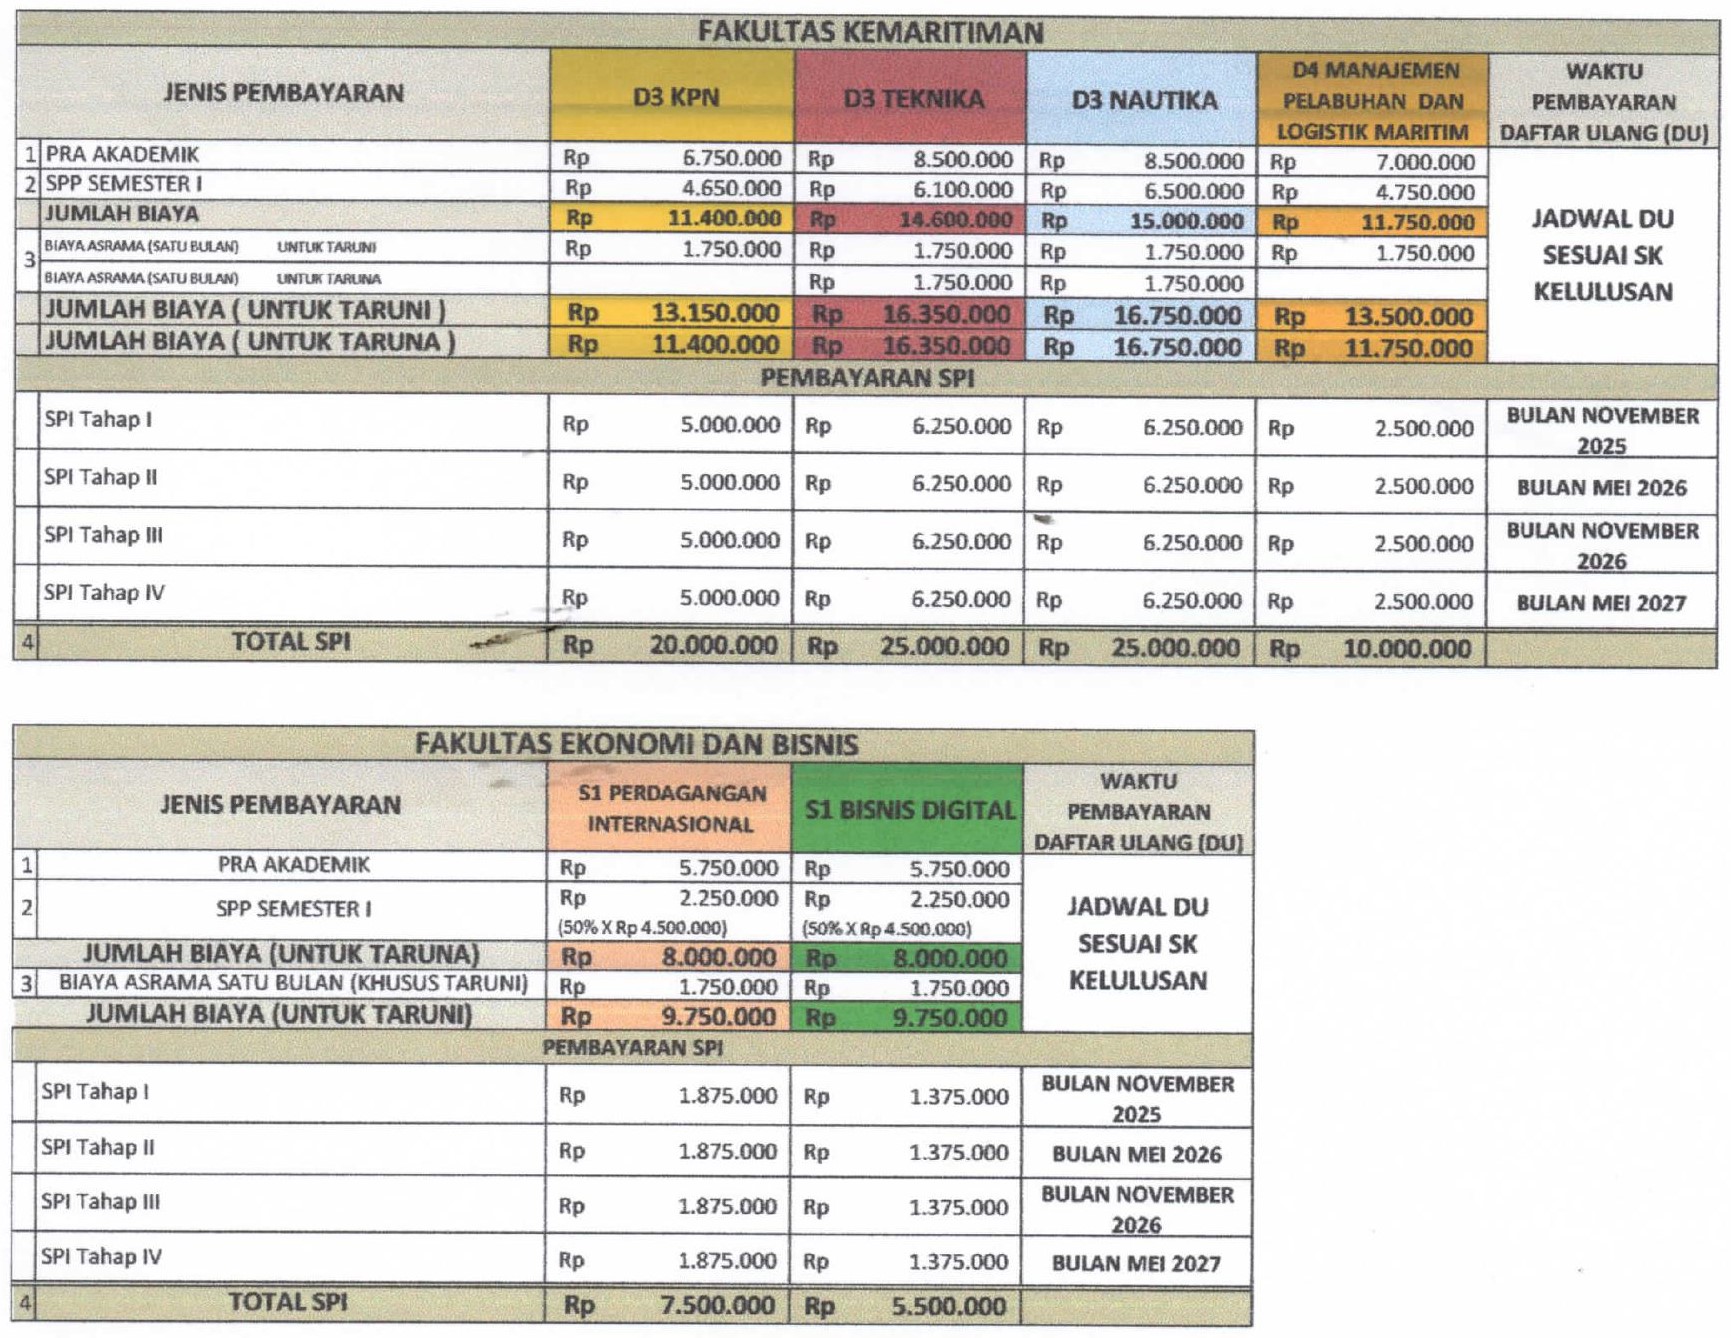 FAKULTAS KEMARITIMAN
JENIS PEMBAYARAN D3 KPN D3 TEKNIKA D3 NAUTIKA D4 MANAJEMEN PELABUHAN DAN LOGISTIK MARITIM WAKTU PEMBAYARAN DAFTAR ULANG (DU)
1 PRA AKADEMIK Rp 6.750.000 Rp 8.500.000 Rp 8.500.000 Rp 7.000.000
2 SPP SEMESTER I Rp 4.650.000 Rp 6.100.000 Rp 6.500.000 Rp 4.750.000
JUMLAH BIAYA Rp 11.400.000 Rp 14.600.000 Rp 15.000.000 Rp 11.750.000
JADWAL DU
SESUAI SK
KELULUSAN
3 BIAYA ASRAMA (SATU BULAN) UNTUK TARUNI Rp 1.750.000 Rp 1.750.000 Rp 1.750.000 Rp 1.750.000
BIAYA ASRAMA (SATU BULAN) UNTUK TARUNA Rp 1.750.000 Rp 1.750.000
JUMLAH BIAYA ( UNTUK TARUNI ) Rp 13.150.000 Rp 16.350.000 Rp 16.750.000 Rp 13.500.000
JUMLAH BIAYA ( UNTUK TARUNA ) Rp 11.400.000 Rp 16.350.000 Rp 16.750.000 Rp 11.750.000
PEMBAYARAN SPI
SPI Tahap I Rp 5.000.000 Rp 6.250.000 Rp 6.250.000 Rp 2.500.000 BULAN NOVEMBER 2025
SPI Tahap II Rp 5.000.000 Rp 6.250.000 Rp 6.250.000 Rp 2.500.000 BULAN MEI 2026
SPI Tahap III Rp 5.000.000 Rp 6.250.000 Rp 6.250.000 Rp 2.500.000 BULAN NOVEMBER 2026
SPI Tahap IV Rp 5.000.000 Rp 6.250.000 Rp 6.250.000 Rp 2.500.000 BULAN MEI 2027
4 TOTAL SPI Rp 20.000.000 Rp 25.000.000 Rp 25.000.000 Rp 10.000.000
FAKULTAS EKONOMI DAN BISNIS
JENIS PEMBAYARAN S1 PERDAGANGAN INTERNASIONAL S1 BISNIS DIGITAL WAKTU PEMBAYARAN DAFTAR ULANG (DU)
1 PRA AKADEMIK Rp 5.750.000 Rp 5.750.000
2 SPP SEMESTER I Rp 2.250.000 Rp 2.250.000
(50% X Rp 4.500.000) (50% X Rp 4.500.000)
JADWAL DU
SESUAI SK
KELULUSAN
JUMLAH BIAYA (UNTUK TARUNA) Rp 8.000.000 Rp 8.000.000
3 BIAYA ASRAMA SATU BULAN (KHUSUS TARUNI) Rp 1.750.000 Rp 1.750.000
JUMLAH BIAYA (UNTUK TARUNI) Rp 9.750.000 Rp 9.750.000
PEMBAYARAN SPI
SPI Tahap I Rp 1.875.000 Rp 1.375.000 BULAN NOVEMBER 2025
SPI Tahap II Rp 1.875.000 Rp 1.375.000 BULAN MEI 2026
SPI Tahap III Rp 1.875.000 Rp 1.375.000 BULAN NOVEMBER 2026
SPI Tahap IV Rp 1.875.000 Rp 1.375.000 BULAN MEI 2027
4 TOTAL SPI Rp 7.500.000 Rp 5.500.000